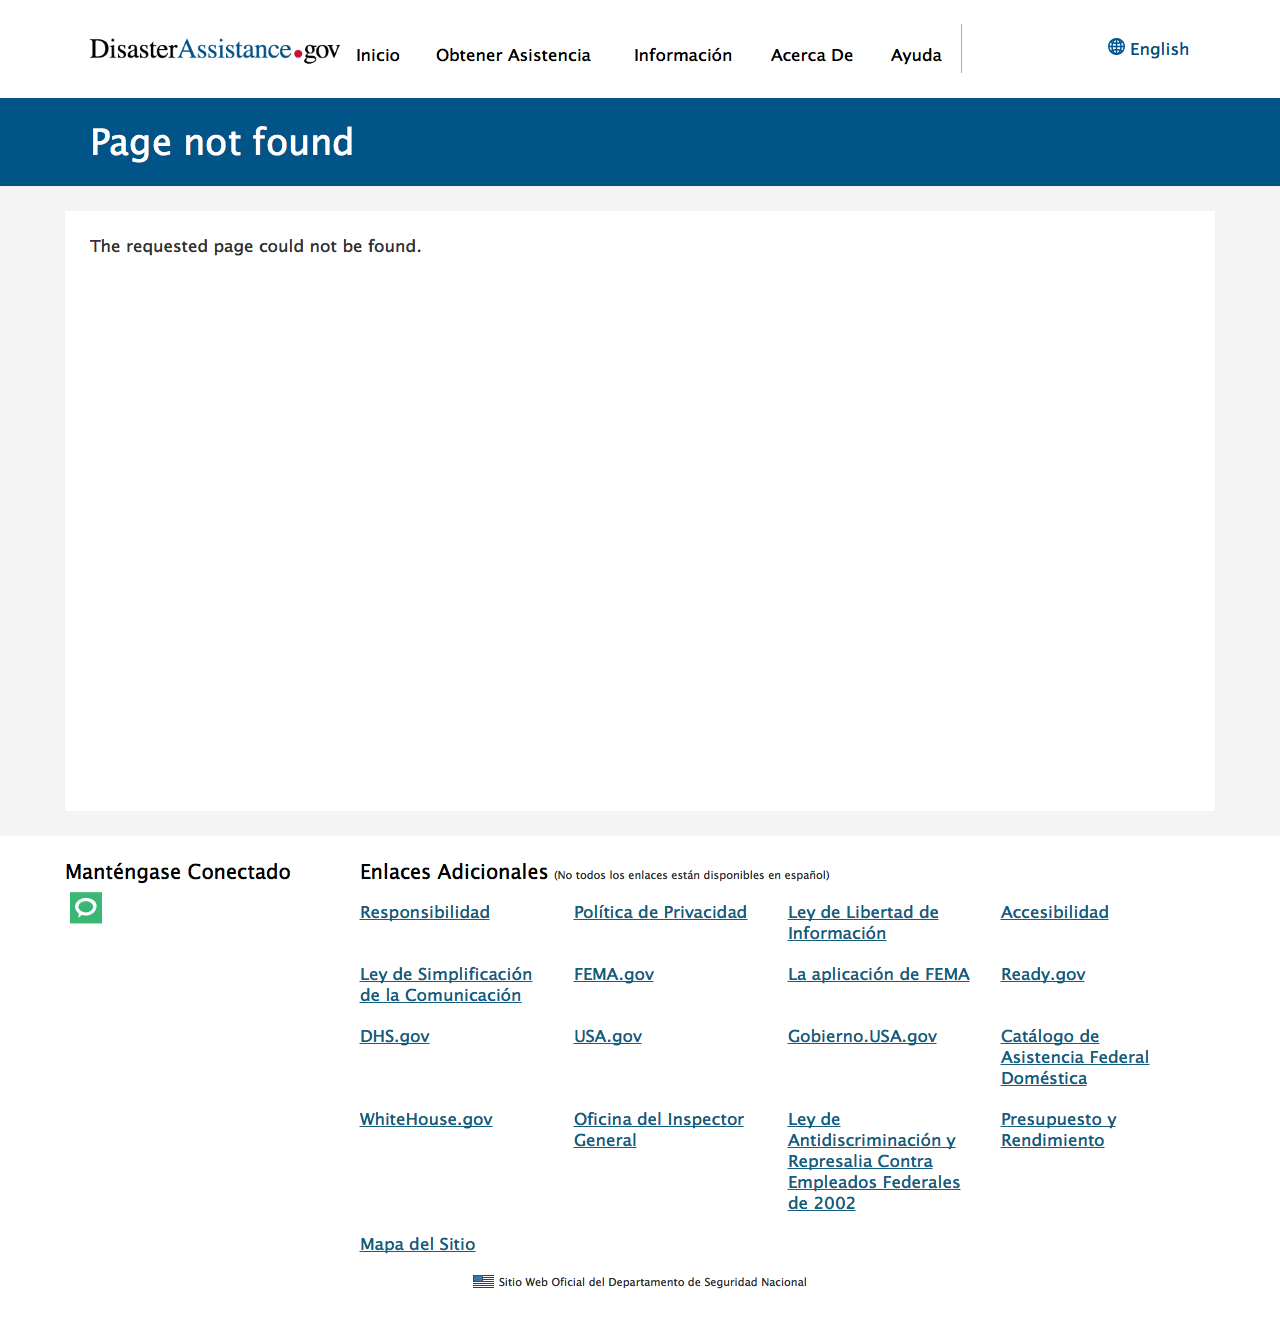 DisasterAssistance.gov
Inicio
Obtener Asistencia
Información
Acerca De
Ayuda
English
Page not found
The requested page could not be found.
Manténgase Conectado
Enlaces Adicionales (No todos los enlaces están disponibles en español)
Responsibilidad
Política de Privacidad
Ley de Libertad de
Información
Accesibilidad
Ley de Simplificación
de la Comunicación
FEMA.gov
La aplicación de FEMA
Ready.gov
DHS.gov
USA.gov
Gobierno.USA.gov
Catálogo de
Asistencia Federal
Doméstica
WhiteHouse.gov
Oficina del Inspector
General
Ley de
Antidiscriminación y
Represalia Contra
Empleados Federales
de 2002
Presupuesto y
Rendimiento
Mapa del Sitio
Sitio Web Oficial del Departamento de Seguridad Nacional